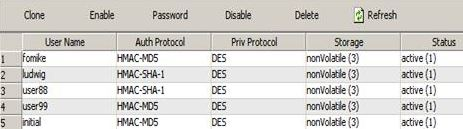 Clone Enable Password Disable Delete Refresh
User Name Auth Protocol Priv Protocol Storage Status
1 fomike HMAC-MD5 DES nonVolatile (3) active (1)
2 ludwig HMAC-SHA-1 DES nonVolatile (3) active (1)
3 user88 HMAC-SHA-1 DES nonVolatile (3) active (1)
4 user99 HMAC-MD5 DES nonVolatile (3) active (1)
5 initial HMAC-MD5 DES nonVolatile (3) active (1)